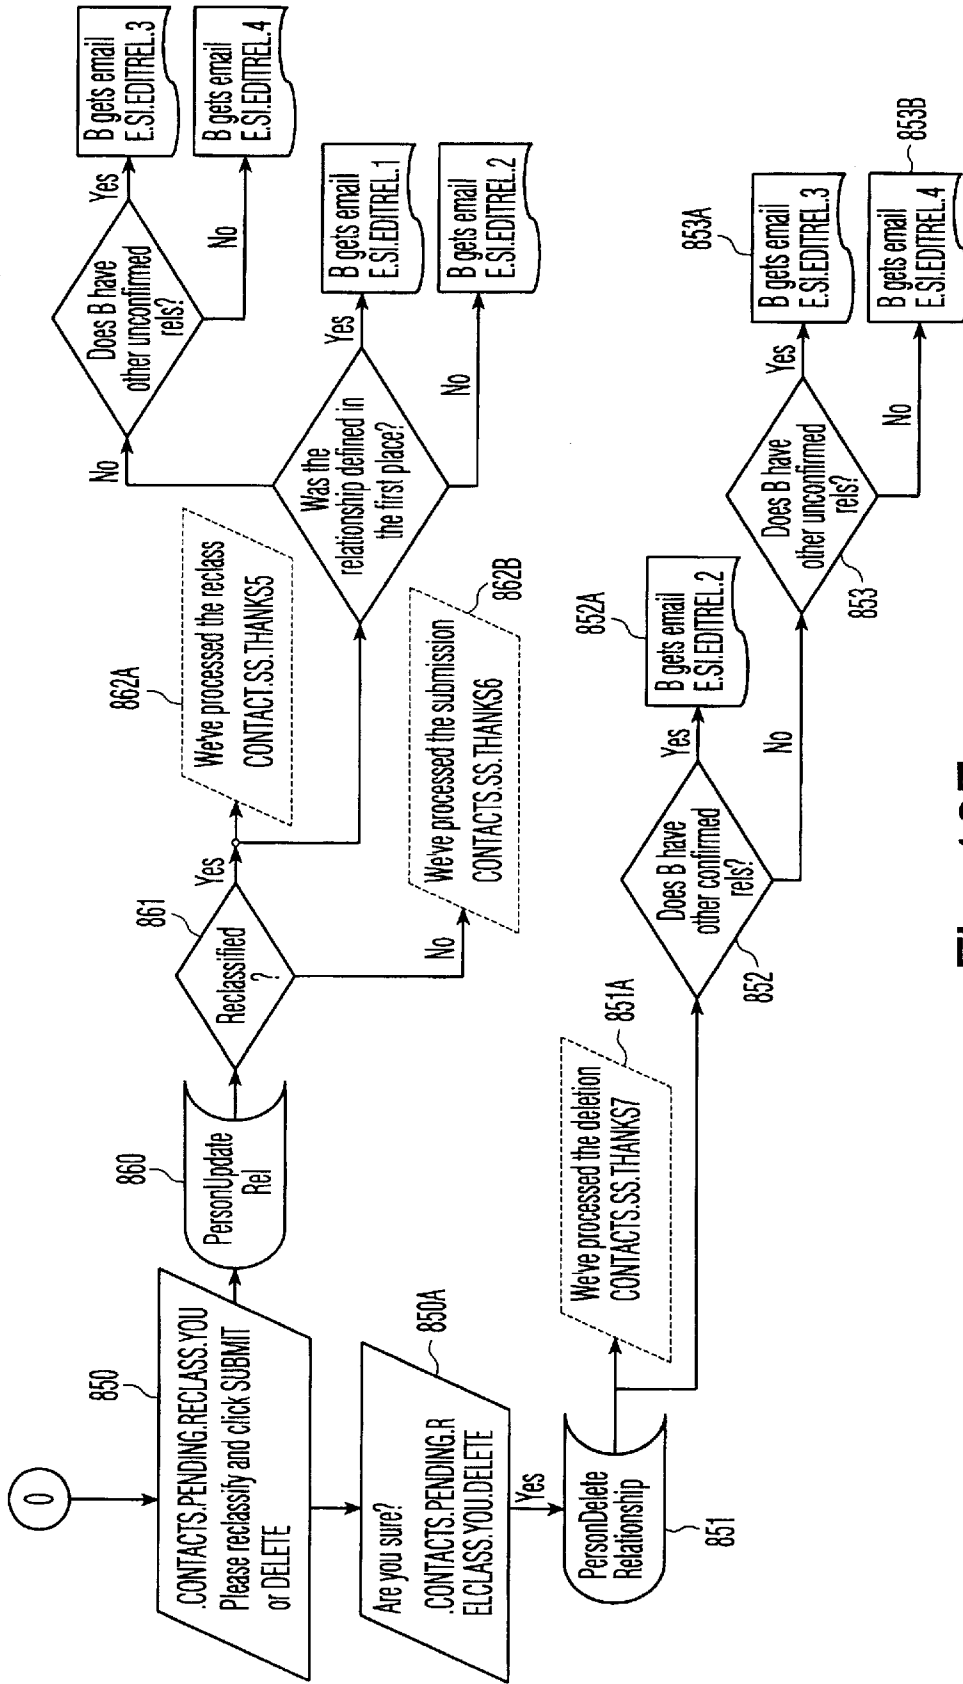 0
850
.CONTACTS.PENDING.RECLASS.YOU
Please reclassify and click SUBMIT
or DELETE
860
PersonUpdate
Rel
861
Reclassified
?
Yes
No
862A
We've processed the reclass
CONTACT.SS.THANKS5
862B
We've processed the submission
CONTACTS.SS.THANKS6
Was the
relationship defined in
the first place?
No
Yes
No
Does B have
other unconfirmed
rels?
Yes
No
B gets email
E.SI.EDITREL.3
B gets email
E.SI.EDITREL.4
B gets email
E.SI.EDITREL.1
B gets email
E.SI.EDITREL.2
850A
Are you sure?
.CONTACTS.PENDING.R
ELCLASS.YOU.DELETE
Yes
PersonDelete
Relationship
851
851A
We've processed the deletion
CONTACTS.SS.THANKS7
Does B have
other confirmed
rels?
852
Yes
No
852A
B gets email
E.SI.EDITREL.2
Does B have
other unconfirmed
rels?
853
Yes
No
853A
B gets email
E.SI.EDITREL.3
853B
B gets email
E.SI.EDITREL.4